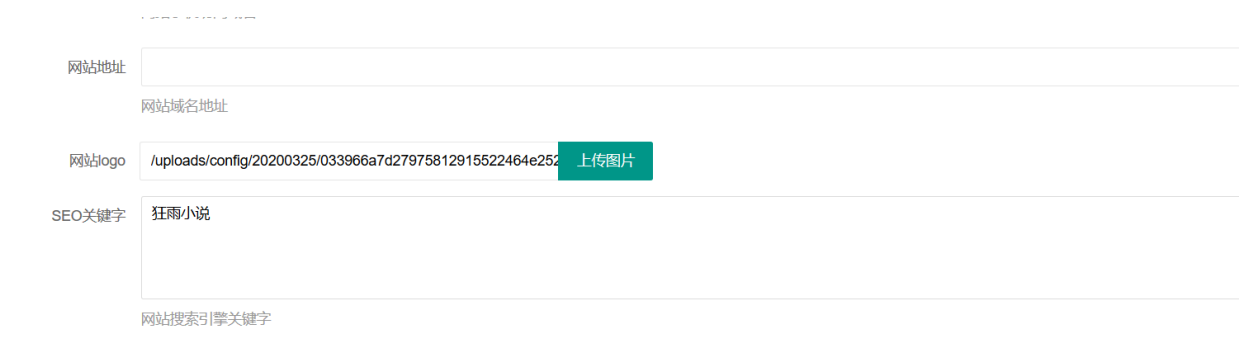 网站地址
网站域名地址
网站logo /uploads/config/20200325/033966a7d27975812915522464e252 上传图片
SEO关键字 狂雨小说
网站搜索引擎关键字